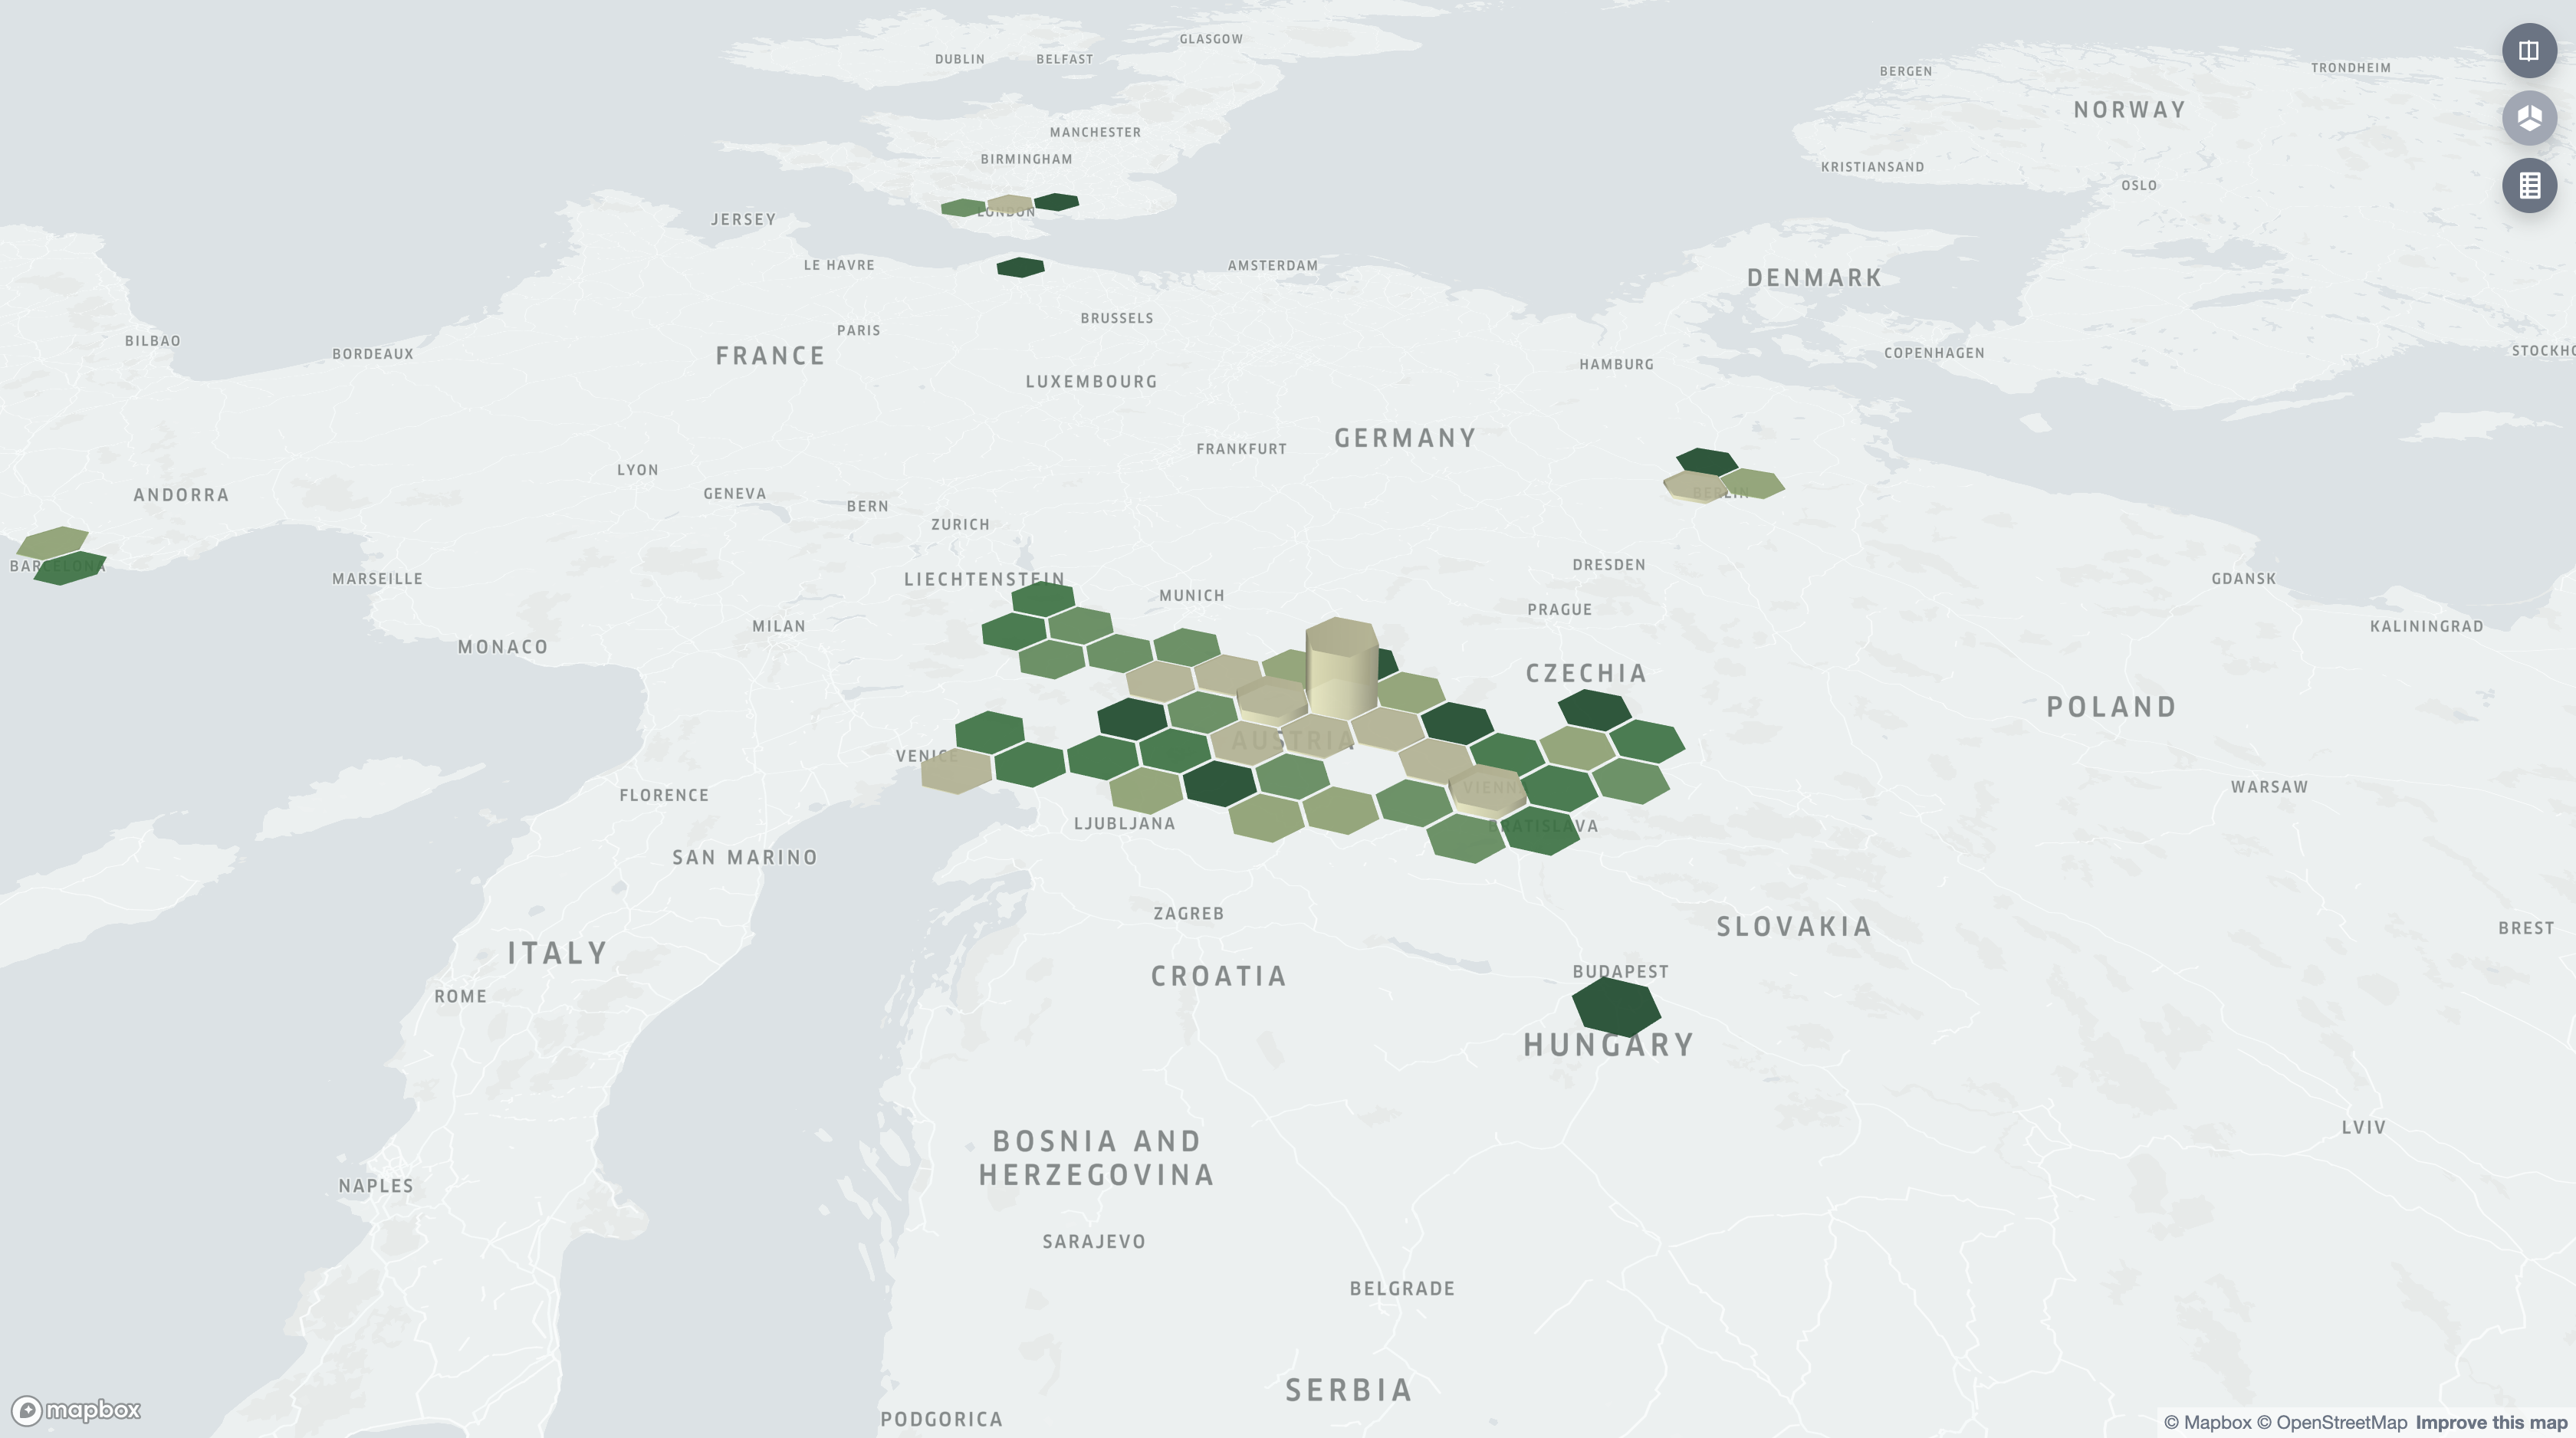 GLASGOW
DUBLIN
BELFAST
BERGEN
TRONDHEIM
NORWAY
MANCHESTER
BIRMINGHAM
KRISTIANSAND
OSLO
LONDON
JERSEY
LE HAVRE
AMSTERDAM
DENMARK
BRUSSELS
PARIS
BILBAO
BORDEAUX
FRANCE
COPENHAGEN
STOCKHO
HAMBURG
LUXEMBOURG
GERMANY
FRANKFURT
LYON
GENEVA
ANDORRA
BERLIN
BERN
ZURICH
BARCELONA
DRESDEN
MARSEILLE
LIECHTENSTEIN
GDANSK
MUNICH
PRAGUE
MILAN
KALININGRAD
MONACO
CZECHIA
POLAND
AUSTRIA
VENICE
VIENNA
WARSAW
FLORENCE
LJUBLJANA
BRATISLAVA
SAN MARINO
ZAGREB
SLOVAKIA
BREST
ITALY
CROATIA
BUDAPEST
ROME
HUNGARY
LVIV
BOSNIA AND
HERZEGOVINA
NAPLES
SARAJEVO
BELGRADE
SERBIA
PODGORICA
mapbox
© Mapbox © OpenStreetMap Improve this map